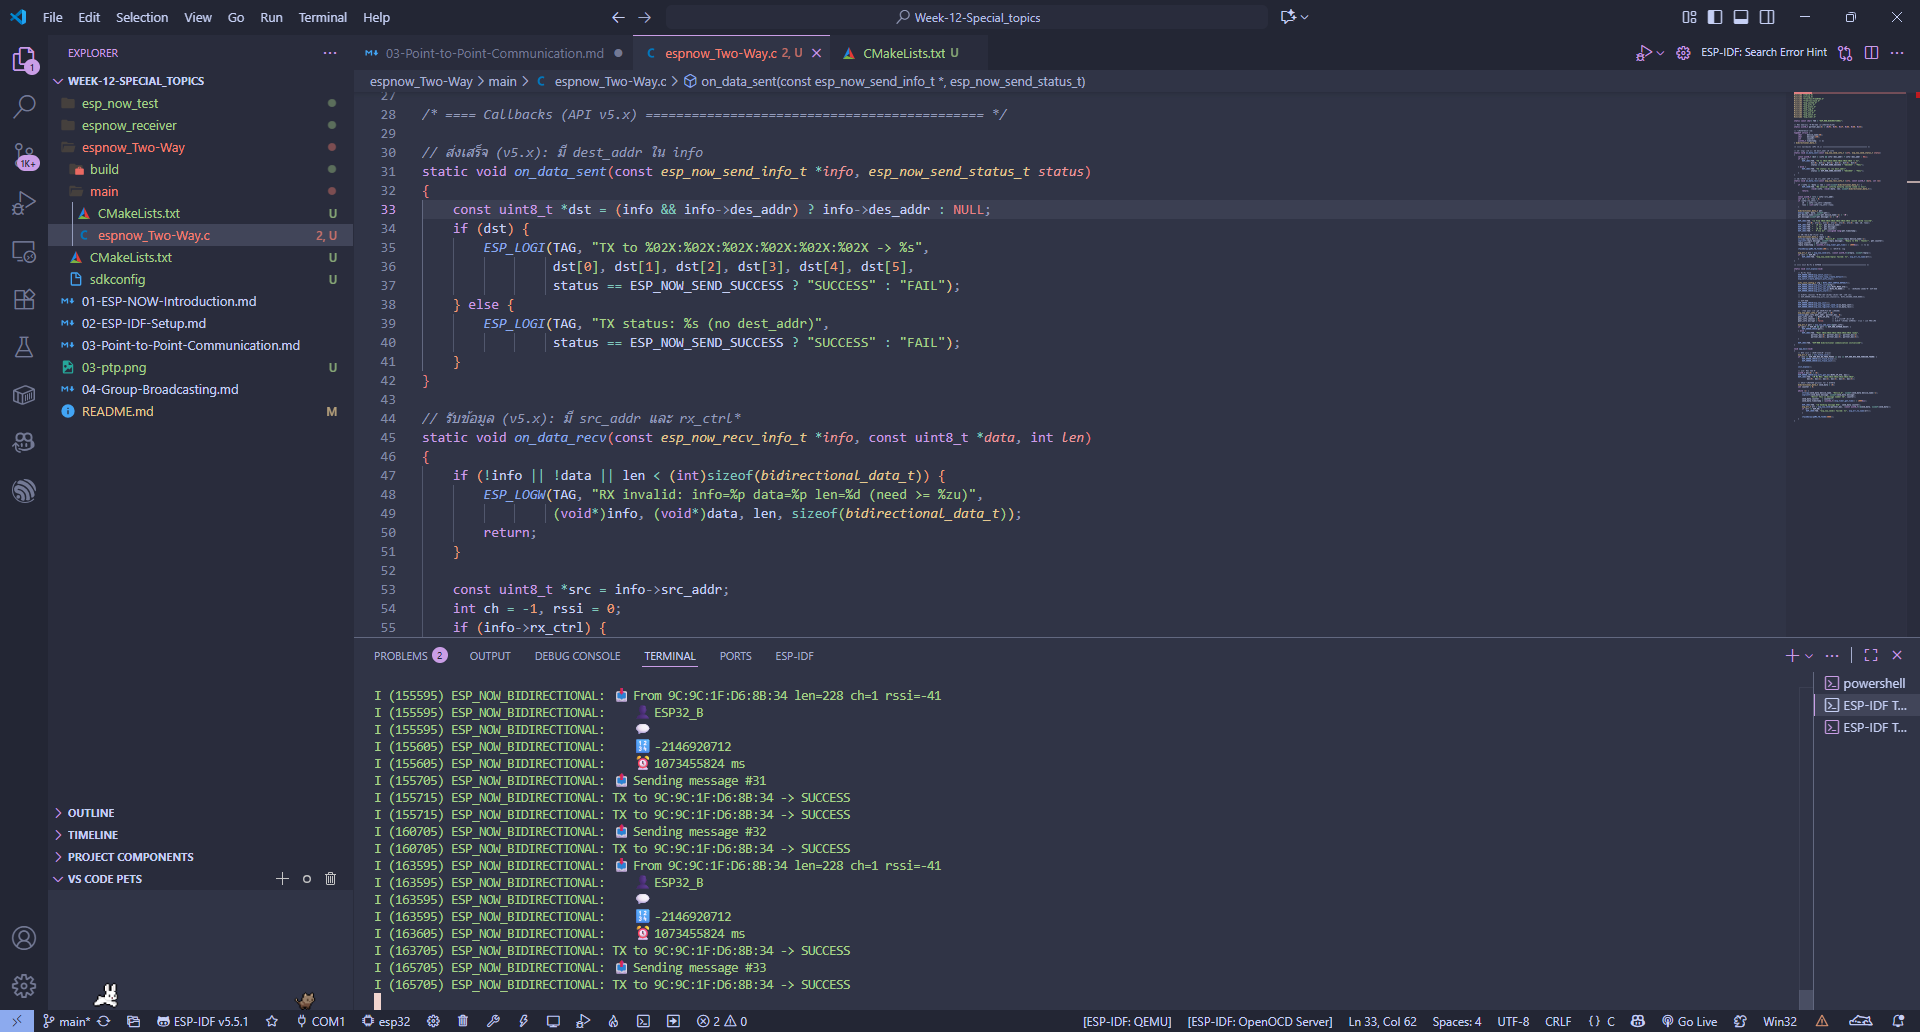 File Edit Selection View Go Run Terminal Help
Week-12-Special_topics
EXPLORER
WEEK-12-SPECIAL_TOPICS
esp_now_test
espnow_receiver
espnow_Two-Way
build
main
CMakeLists.txt U
espnow_Two-Way.c 2, U
CMakeLists.txt U
sdkconfig U
01-ESP-NOW-Introduction.md
02-ESP-IDF-Setup.md
03-Point-to-Point-Communication.md
03-ptp.png U
04-Group-Broadcasting.md
README.md M
OUTLINE
TIMELINE
PROJECT COMPONENTS
VS CODE PETS
1
1K+
03-Point-to-Point-Communication.md
espnow_Two-Way.c 2, U
CMakeLists.txt U
ESP-IDF: Search Error Hint
espnow_Two-Way > main > C espnow_Two-Way.c > on_data_sent(const esp_now_send_info_t *, esp_now_send_status_t)
27
28 /* ==== Callbacks (API v5.x) ============================================ */
29
30 // ส่งเสร็จ (v5.x): มี dest_addr ใน info
31 static void on_data_sent(const esp_now_send_info_t *info, esp_now_send_status_t status)
32 {
33 const uint8_t *dst = (info && info->des_addr) ? info->des_addr : NULL;
34 if (dst) {
35 ESP_LOGI(TAG, "TX to %02X:%02X:%02X:%02X:%02X:%02X -> %s",
36 dst[0], dst[1], dst[2], dst[3], dst[4], dst[5],
37 status == ESP_NOW_SEND_SUCCESS ? "SUCCESS" : "FAIL");
38 } else {
39 ESP_LOGI(TAG, "TX status: %s (no dest_addr)",
40 status == ESP_NOW_SEND_SUCCESS ? "SUCCESS" : "FAIL");
41 }
42 }
43
44 // รับข้อมูล (v5.x): มี src_addr และ rx_ctrl*
45 static void on_data_recv(const esp_now_recv_info_t *info, const uint8_t *data, int len)
46 {
47 if (!info || !data || len < (int)sizeof(bidirectional_data_t)) {
48 ESP_LOGW(TAG, "RX invalid: info=%p data=%p len=%d (need >= %zu)",
49 (void*)info, (void*)data, len, sizeof(bidirectional_data_t));
50 return;
51 }
52
53 const uint8_t *src = info->src_addr;
54 int ch = -1, rssi = 0;
55 if (info->rx_ctrl) {
PROBLEMS 2 OUTPUT DEBUG CONSOLE TERMINAL PORTS ESP-IDF
I (155595) ESP_NOW_BIDIRECTIONAL: 📥 From 9C:9C:1F:D6:8B:34 len=228 ch=1 rssi=-41
I (155595) ESP_NOW_BIDIRECTIONAL: 👤 ESP32_B
I (155595) ESP_NOW_BIDIRECTIONAL: 💬
I (155605) ESP_NOW_BIDIRECTIONAL: 🔢 -2146920712
I (155605) ESP_NOW_BIDIRECTIONAL: ⏰ 1073455824 ms
I (155705) ESP_NOW_BIDIRECTIONAL: 📤 Sending message #31
I (155715) ESP_NOW_BIDIRECTIONAL: TX to 9C:9C:1F:D6:8B:34 -> SUCCESS
I (155715) ESP_NOW_BIDIRECTIONAL: TX to 9C:9C:1F:D6:8B:34 -> SUCCESS
I (160705) ESP_NOW_BIDIRECTIONAL: 📤 Sending message #32
I (160705) ESP_NOW_BIDIRECTIONAL: TX to 9C:9C:1F:D6:8B:34 -> SUCCESS
I (163595) ESP_NOW_BIDIRECTIONAL: 📥 From 9C:9C:1F:D6:8B:34 len=228 ch=1 rssi=-41
I (163595) ESP_NOW_BIDIRECTIONAL: 👤 ESP32_B
I (163595) ESP_NOW_BIDIRECTIONAL: 💬
I (163595) ESP_NOW_BIDIRECTIONAL: 🔢 -2146920712
I (163605) ESP_NOW_BIDIRECTIONAL: ⏰ 1073455824 ms
I (163705) ESP_NOW_BIDIRECTIONAL: TX to 9C:9C:1F:D6:8B:34 -> SUCCESS
I (165705) ESP_NOW_BIDIRECTIONAL: 📤 Sending message #33
I (165705) ESP_NOW_BIDIRECTIONAL: TX to 9C:9C:1F:D6:8B:34 -> SUCCESS
powershell
ESP-IDF T...
ESP-IDF T...
main* ESP-IDF v5.5.1 COM1 esp32 2 0 [ESP-IDF: QEMU] [ESP-IDF: OpenOCD Server] Ln 33, Col 62 Spaces: 4 UTF-8 CRLF {} C Go Live Win32